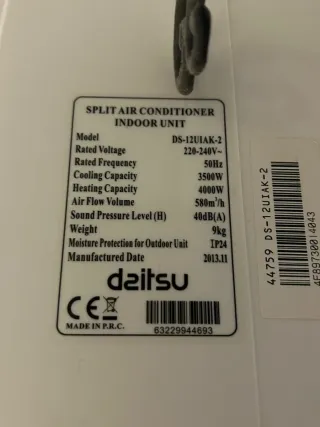 SPLIT AIR CONDITIONER
INDOOR UNIT
Model DS-12UIAK-2
Rated Voltage 220-240V~
Rated Frequency 50Hz
Cooling Capacity 3500W
Heating Capacity 4000W
Air Flow Volume 580m³/h
Sound Pressure Level (H) 40dB(A)
Weight 9kg
Moisture Protection for Outdoor Unit IP24
Manufactured Date 2013.11
daitsu
CE
MADE IN P.R.C.
63229944693
44759 DS-12UIAK-2
4F89730014043